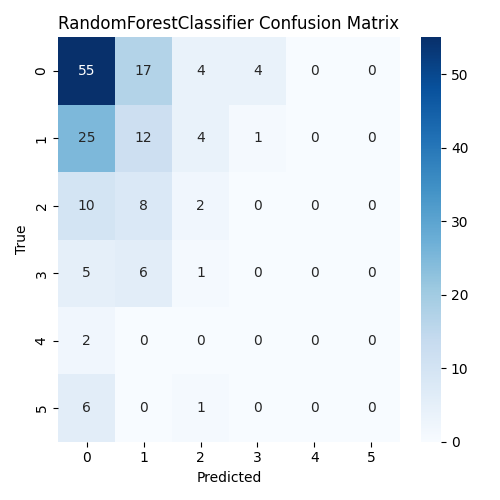 RandomForestClassifier Confusion Matrix
0 55 17 4 4 0 0
1 25 12 4 1 0 0
2 10 8 2 0 0 0
3 5 6 1 0 0 0
4 2 0 0 0 0 0
5 6 0 1 0 0 0
0 1 2 3 4 5
True
Predicted
50
40
30
20
10
0